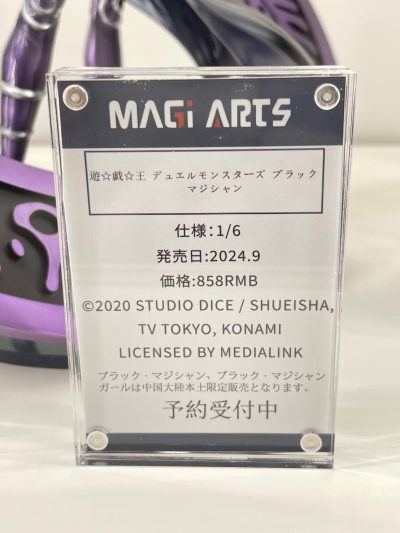 MAGi ARTS
遊☆戯☆王 デュエルモンスターズ ブラック
マジシャン
仕様:1/6
発売日:2024.9
価格:858RMB
©2020 STUDIO DICE / SHUEISHA,
TV TOKYO, KONAMI
LICENSED BY MEDIALINK
ブラック・マジシャン、ブラック・マジシャン
ガールは中国大陸本土限定販売となります。
予約受付中